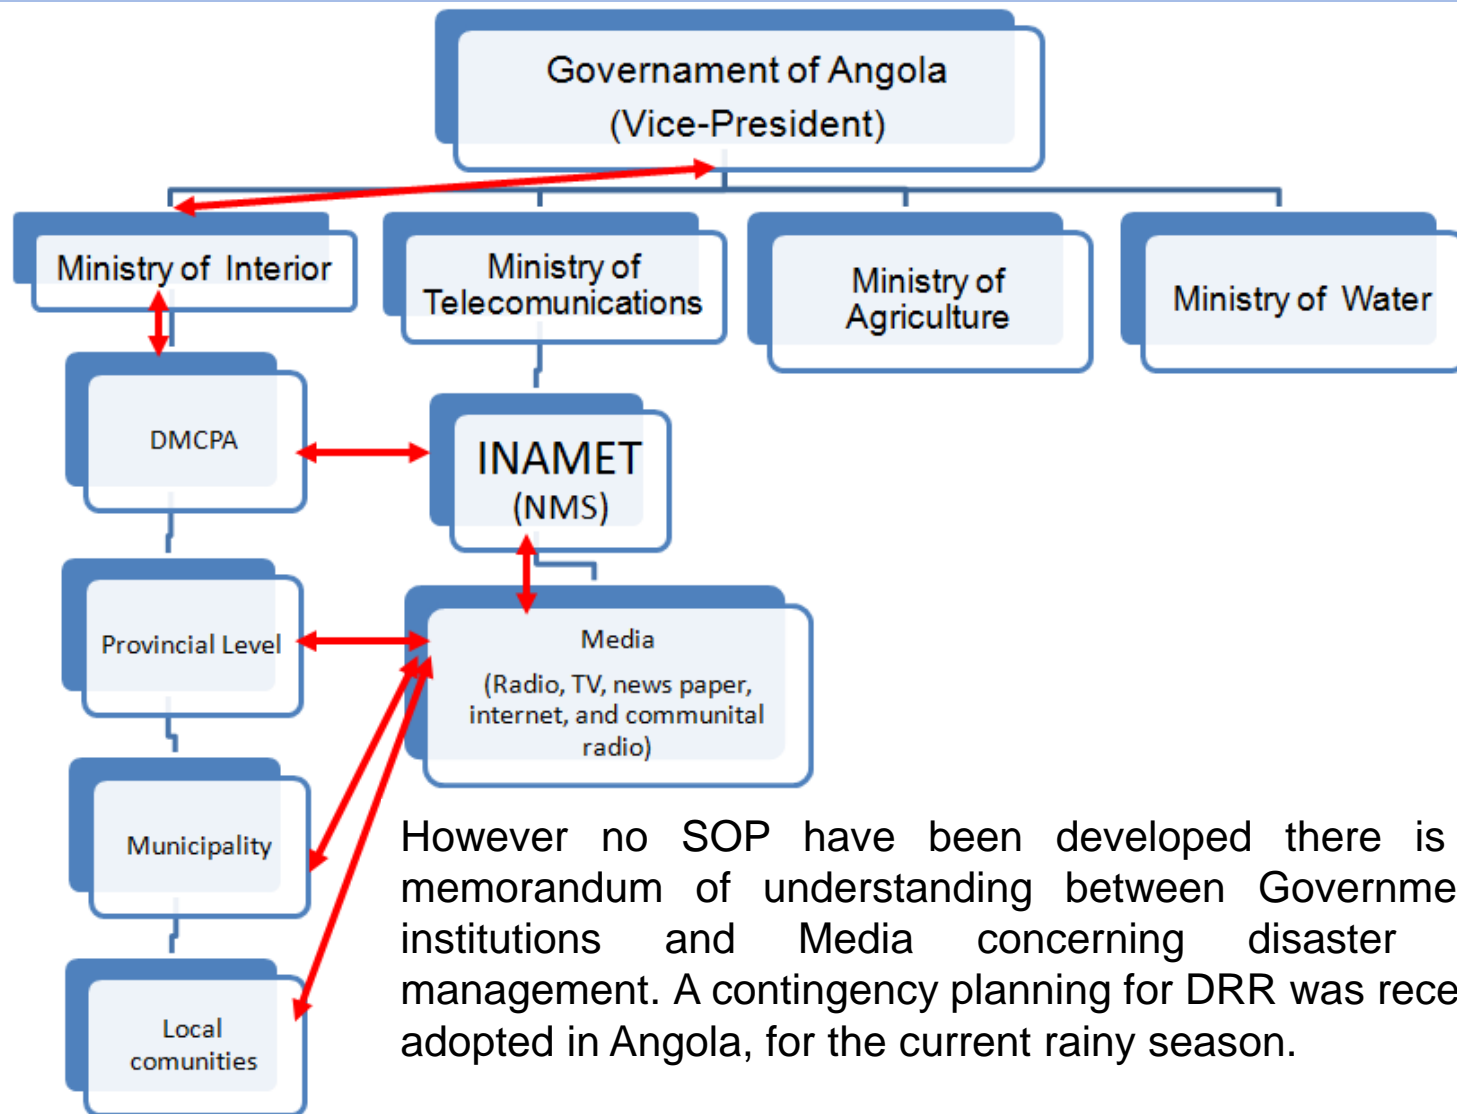 Governament of Angola
(Vice-President)
Ministry of Interior
Ministry of
Telecomunications
Ministry of
Agriculture
Ministry of Water
DMCPA
INAMET
(NMS)
Provincial Level
Media
(Radio, TV, news paper,
internet, and communital
radio)
Municipality
Local
comunities
However no SOP have been developed there is
memorandum of understanding between
institutions and Media concerning disaster
management. A contingency planning for DRR was
adopted in Angola, for the current rainy season.